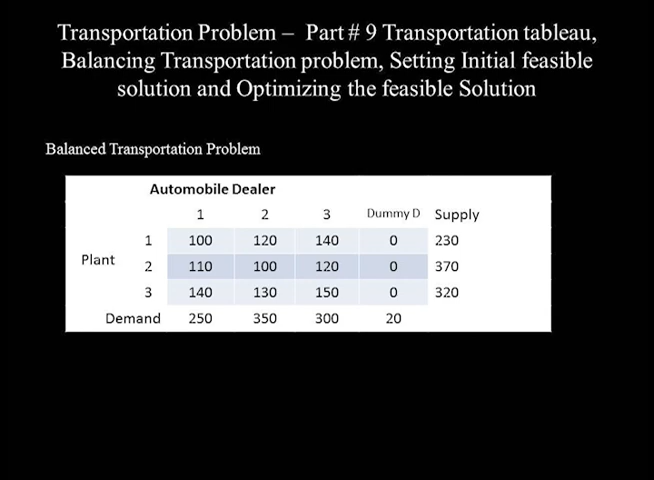 Transportation Problem – Part # 9 Transportation tableau,
Balancing Transportation problem, Setting Initial feasible
solution and Optimizing the feasible Solution
Balanced Transportation Problem
Automobile Dealer
1 2 3 Dummy D Supply
Plant
1 100 120 140 0 230
2 110 100 120 0 370
3 140 130 150 0 320
Demand 250 350 300 20